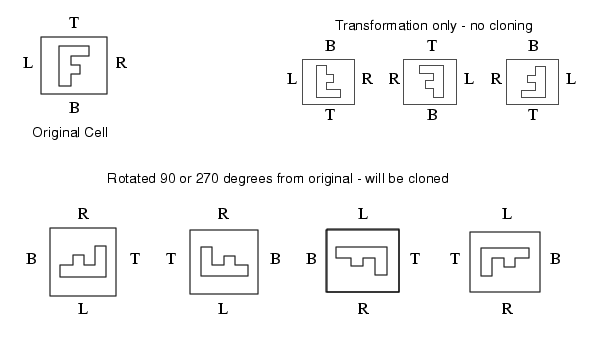 Transformation only - no cloning
T
B
T
B
L
R
L
R
R
L
R
L
B
T
B
T
Original Cell
Rotated 90 or 270 degrees from original - will be cloned
R
R
L
L
B
T
T
B
B
T
T
B
L
L
R
R